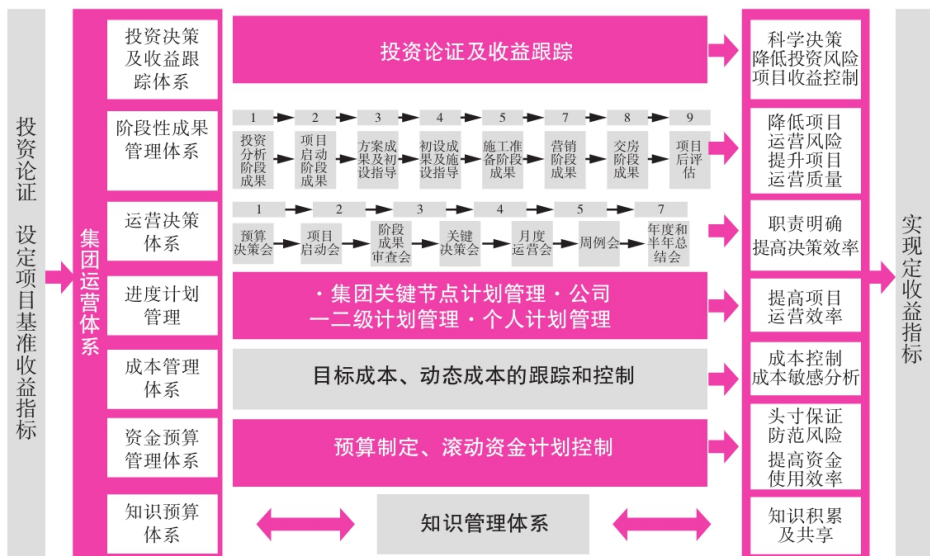 投资论证 设定项目基准收益指标
集团运营体系
投资决策
及收益跟
踪体系
投资论证及收益跟踪
科学决策
降低投资风险
项目收益控制
阶段性成果
管理体系
1 2 3 4 5 7 8 9
投资
分析
阶段
成果
项目
启动
阶段
成果
方案成
果及初
设指导
初设成
果及施
设指导
施工准
备阶段
成果
营销
阶段
成果
交房
阶段
成果
项目
后评
估
降低项目
运营风险
提升项目
运营质量
运营决策
体系
1 2 3 4 5 7
预算
决策会
项目
启动会
阶段
成果
审查会
关键
决策会
月度
运营会
周例会
年度和
半年总
结会
职责明确
提高决策效率
进度计划
管理
·集团关键节点计划管理·公司
一二级计划管理·个人计划管理
提高项目
运营效率
成本管理
体系
目标成本、动态成本的跟踪和控制
成本控制
成本敏感分析
资金预算
管理体系
预算制定、滚动资金计划控制
头寸保证
防范风险
提高资金
使用效率
知识预算
体系
知识管理体系
知识积累
及共享
实现定收益指标